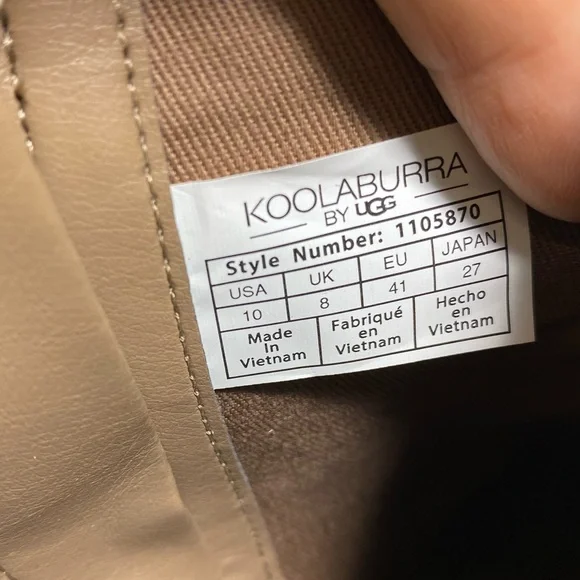 KOOLABURRA
BY UGG
Style Number: 1105870
USA UK EU JAPAN
10 8 41 27
Made Fabriqué Hecho
In en en
Vietnam Vietnam Vietnam